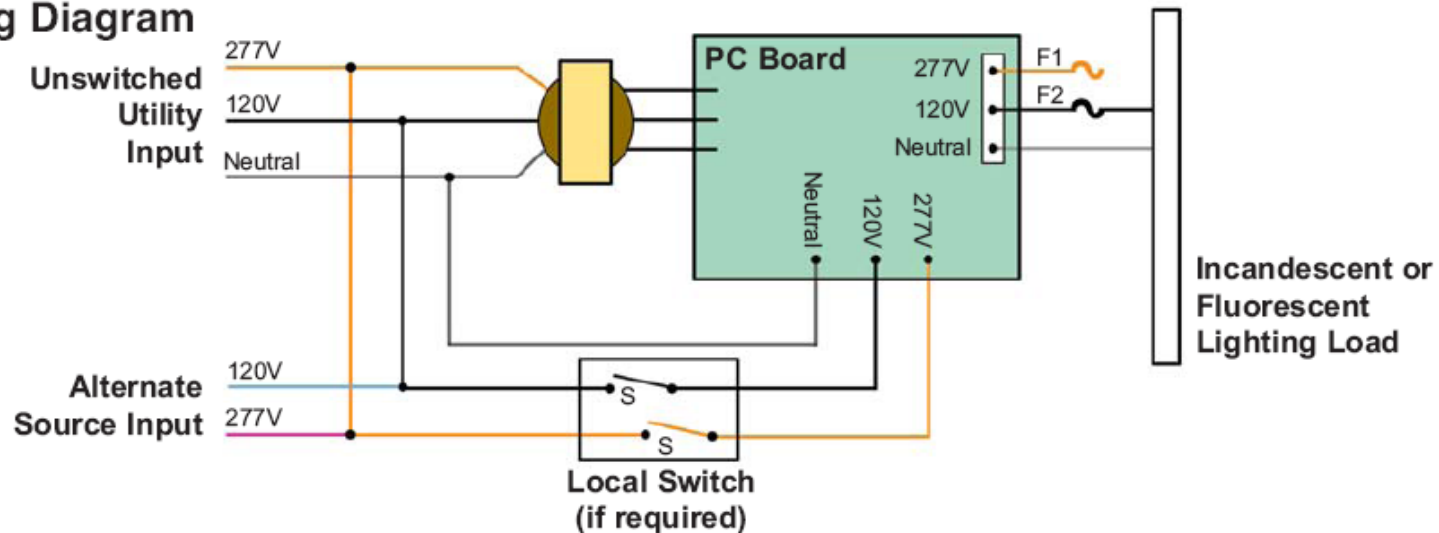 g Diagram
277V
Unswitched
Utility
Input
120V
Neutral
PC Board
277V
120V
Neutral
F1
F2
Neutral
120V
277V
Incandescent or
Fluorescent
Lighting Load
Alternate
Source Input
120V
277V
S
S
Local Switch
(if required)